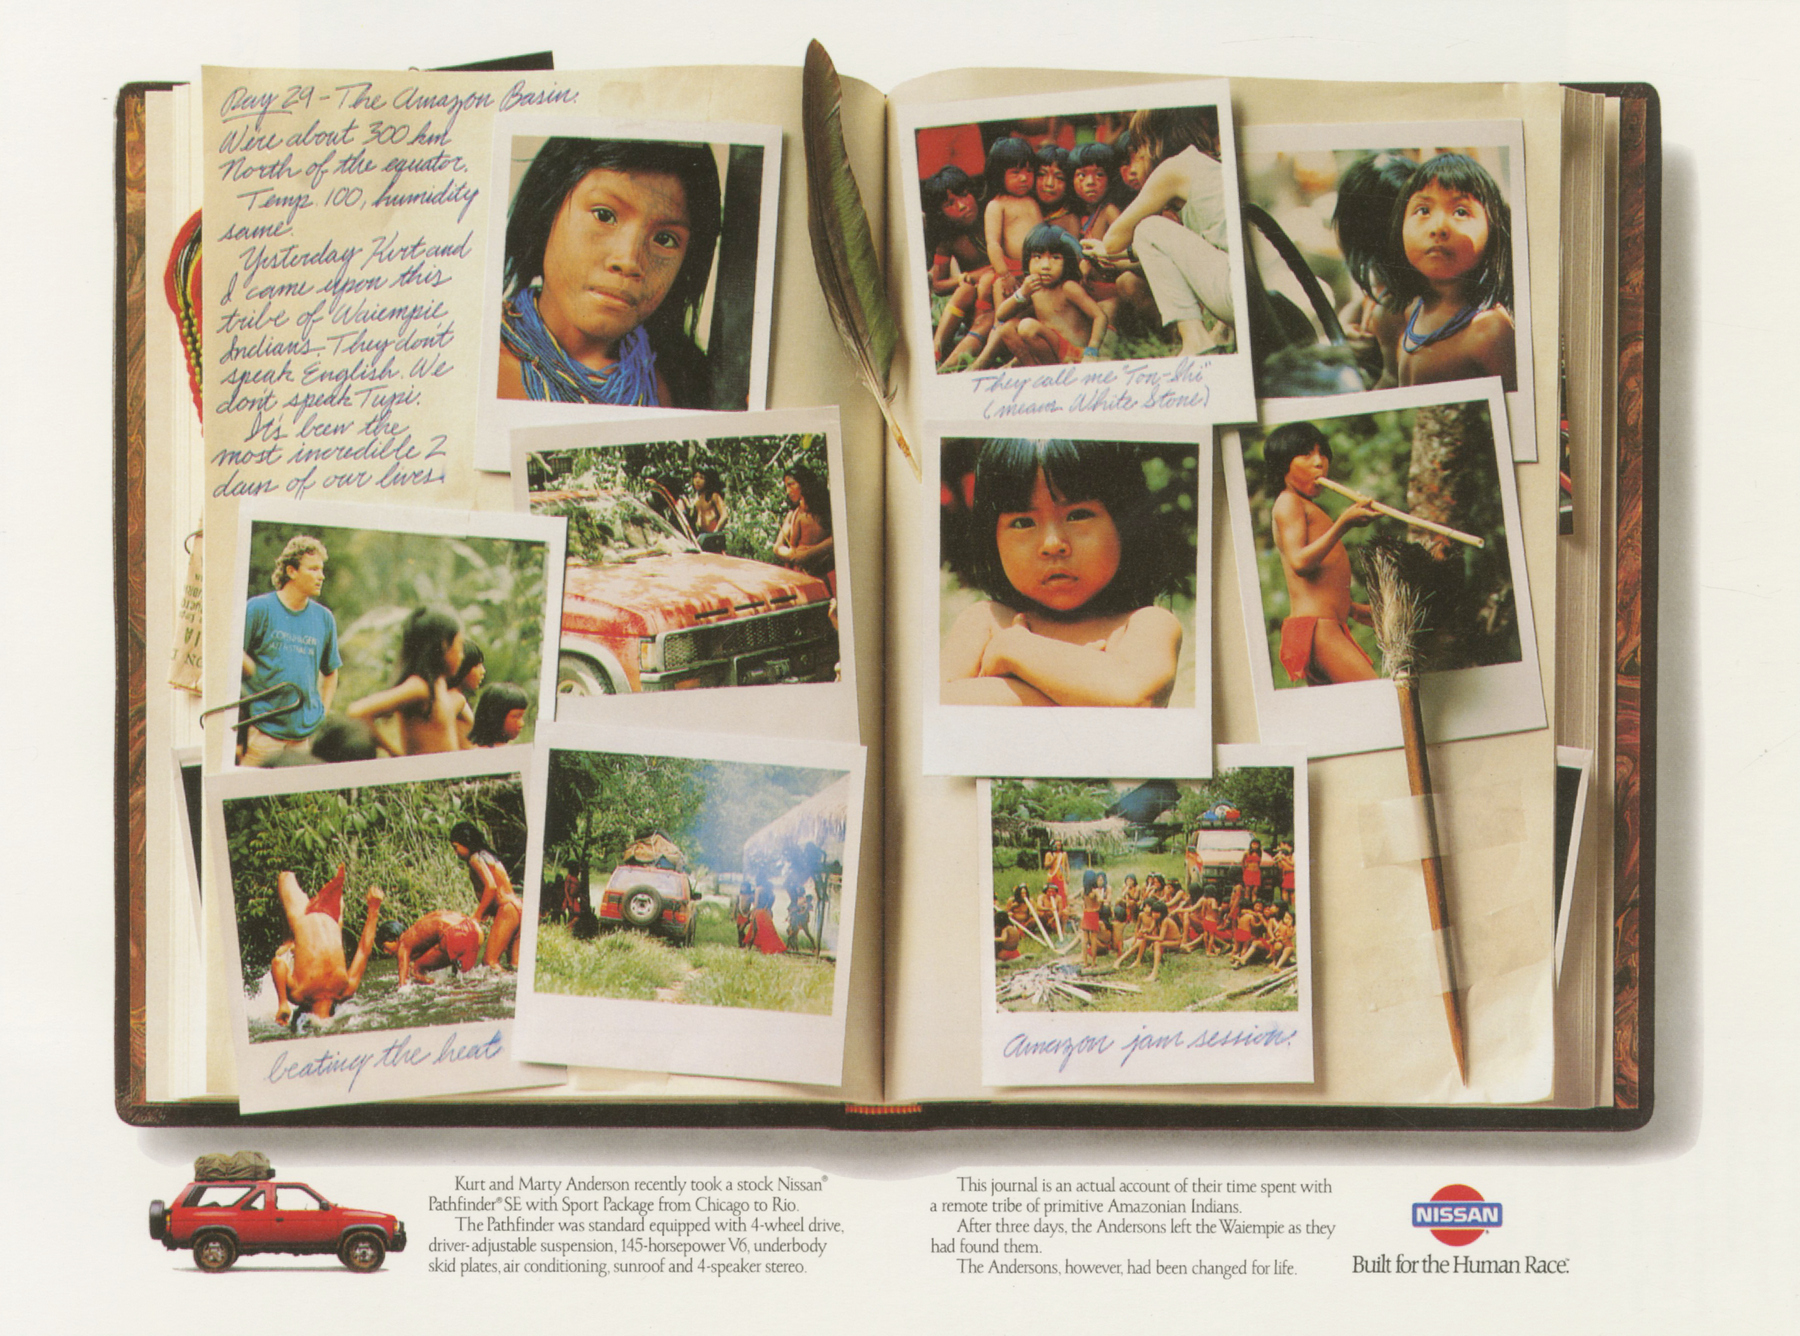 Day 29 - The Amazon Basin.
We're about 300 km
North of the equator.
Temp. 100, humidity
same.
Yesterday Kurt and
I came upon this
tribe of Waiempie
Indians. They don't
speak English. We
don't speak Tupi.
It's been the
most incredible 2
days of our lives.
COPENHAGEN
beating the heat
They call me "Ton-Shi"
(means White Stone)
Amazon jam session.
Kurt and Marty Anderson recently took a stock Nissan®
Pathfinder® SE with Sport Package from Chicago to Rio.
The Pathfinder was standard equipped with 4-wheel drive,
driver-adjustable suspension, 145-horsepower V6, underbody
skid plates, air conditioning, sunroof and 4-speaker stereo.
This journal is an actual account of their time spent with
a remote tribe of primitive Amazonian Indians.
After three days, the Andersons left the Waiempie as they
had found them.
The Andersons, however, had been changed for life.
NISSAN
Built for the Human Race.™